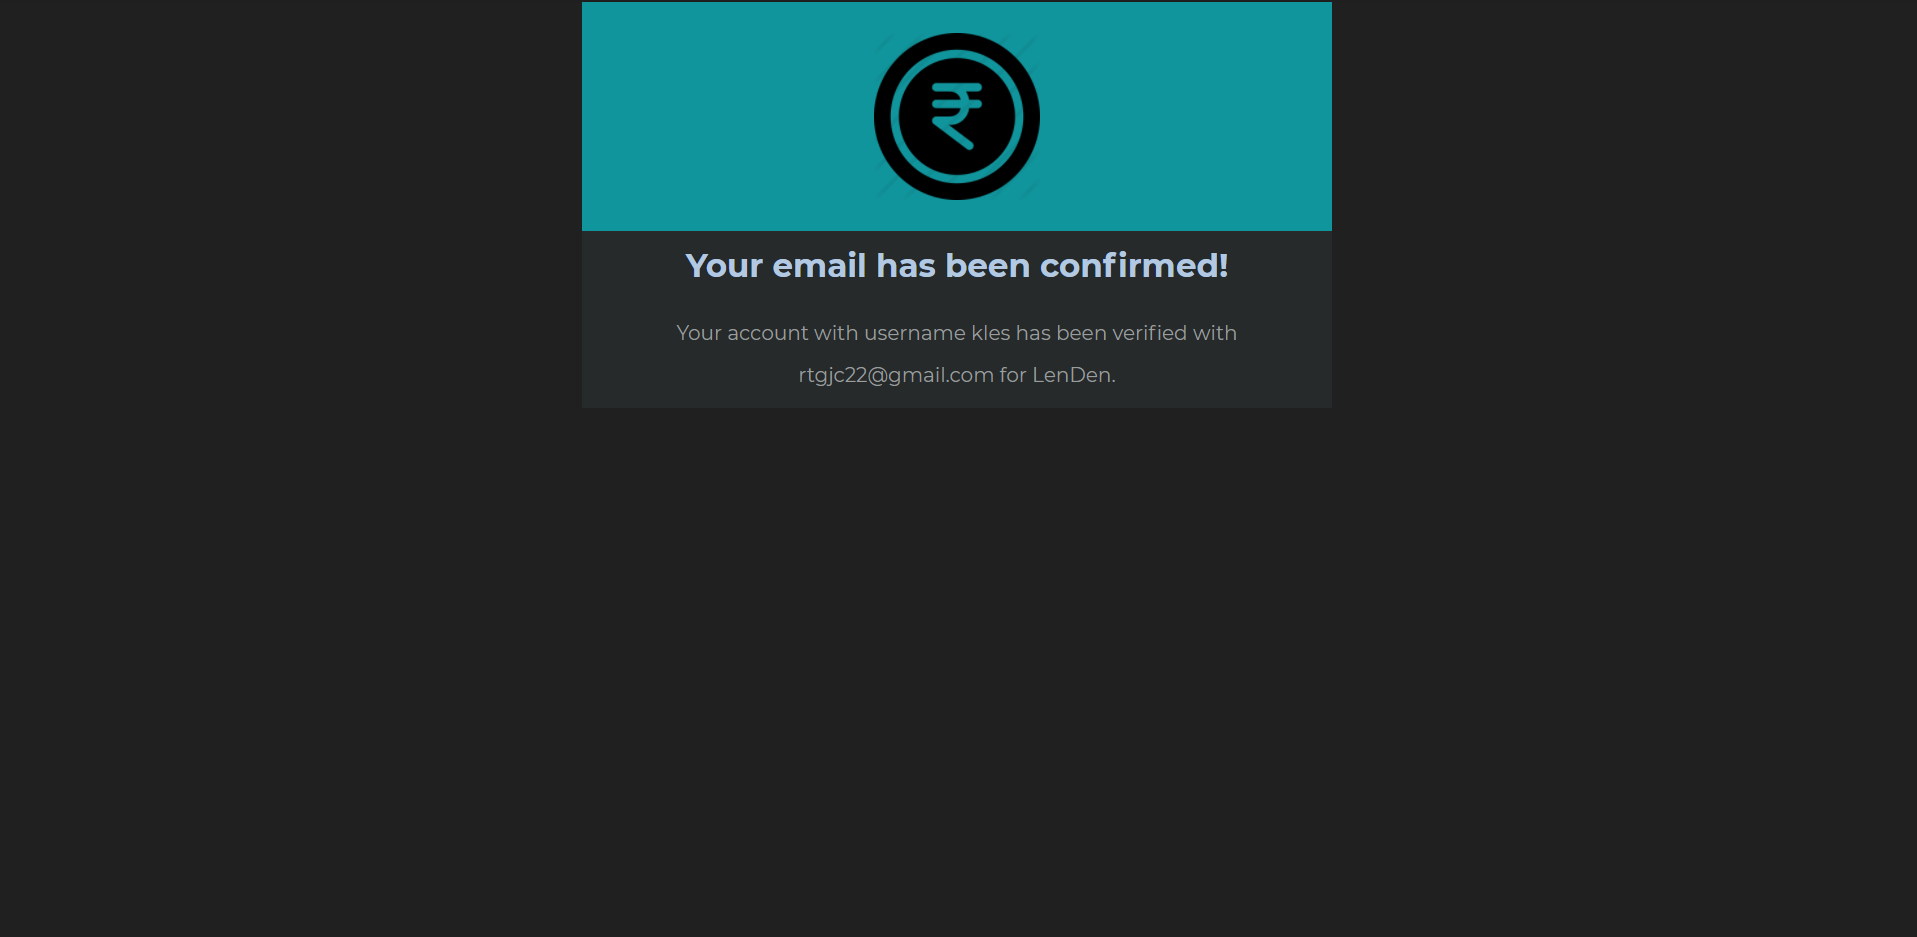 ₹
Your email has been confirmed!
Your account with username kles has been verified with
rtgjc22@gmail.com for LenDen.